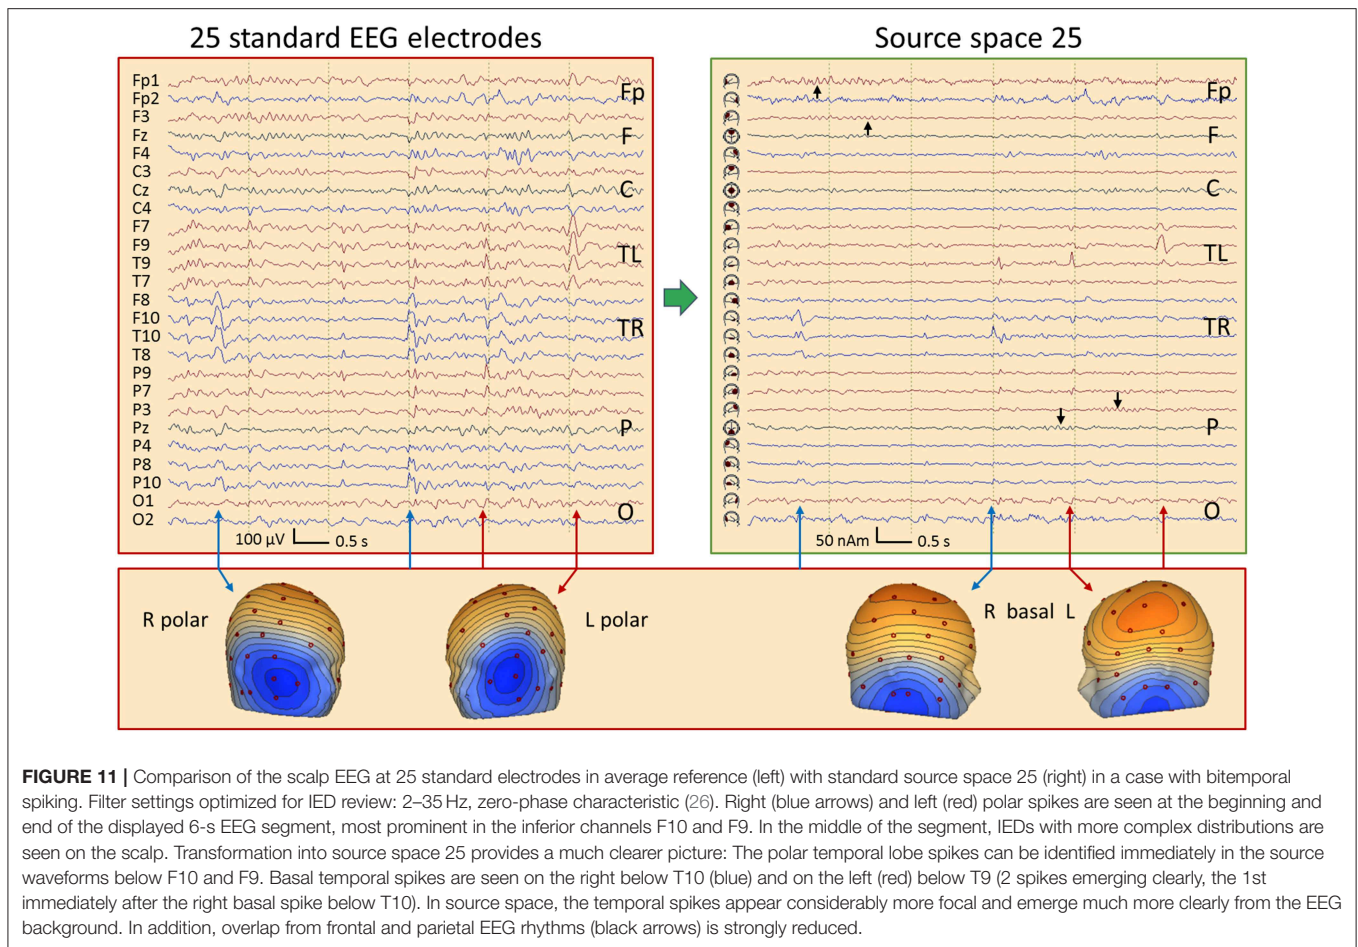 25 standard EEG electrodes
Source space 25
Fp1
Fp2
F3
Fz
F4
C3
Cz
C4
F7
F9
T9
T7
F8
F10
T10
T8
P9
P7
P3
Pz
P4
P8
P10
O1
O2
Fp
F
C
TL
TR
P
O
100 µV
0.5 s
Fp
F
C
TL
TR
P
O
50 nAm
0.5 s
R polar
L polar
R basal L
FIGURE 11 | Comparison of the scalp EEG at 25 standard electrodes in average reference (left) with standard source space 25 (right) in a case with bitemporal
spiking. Filter settings optimized for IED review: 2–35 Hz, zero-phase characteristic (26). Right (blue arrows) and left (red) polar spikes are seen at the beginning and
end of the displayed 6-s EEG segment, most prominent in the inferior channels F10 and F9. In the middle of the segment, IEDs with more complex distributions are
seen on the scalp. Transformation into source space 25 provides a much clearer picture: The polar temporal lobe spikes can be identified immediately in the source
waveforms below F10 and F9. Basal temporal spikes are seen on the right below T10 (blue) and on the left (red) below T9 (2 spikes emerging clearly, the 1st
immediately after the right basal spike below T10). In source space, the temporal spikes appear considerably more focal and emerge much more clearly from the EEG
background. In addition, overlap from frontal and parietal EEG rhythms (black arrows) is strongly reduced.